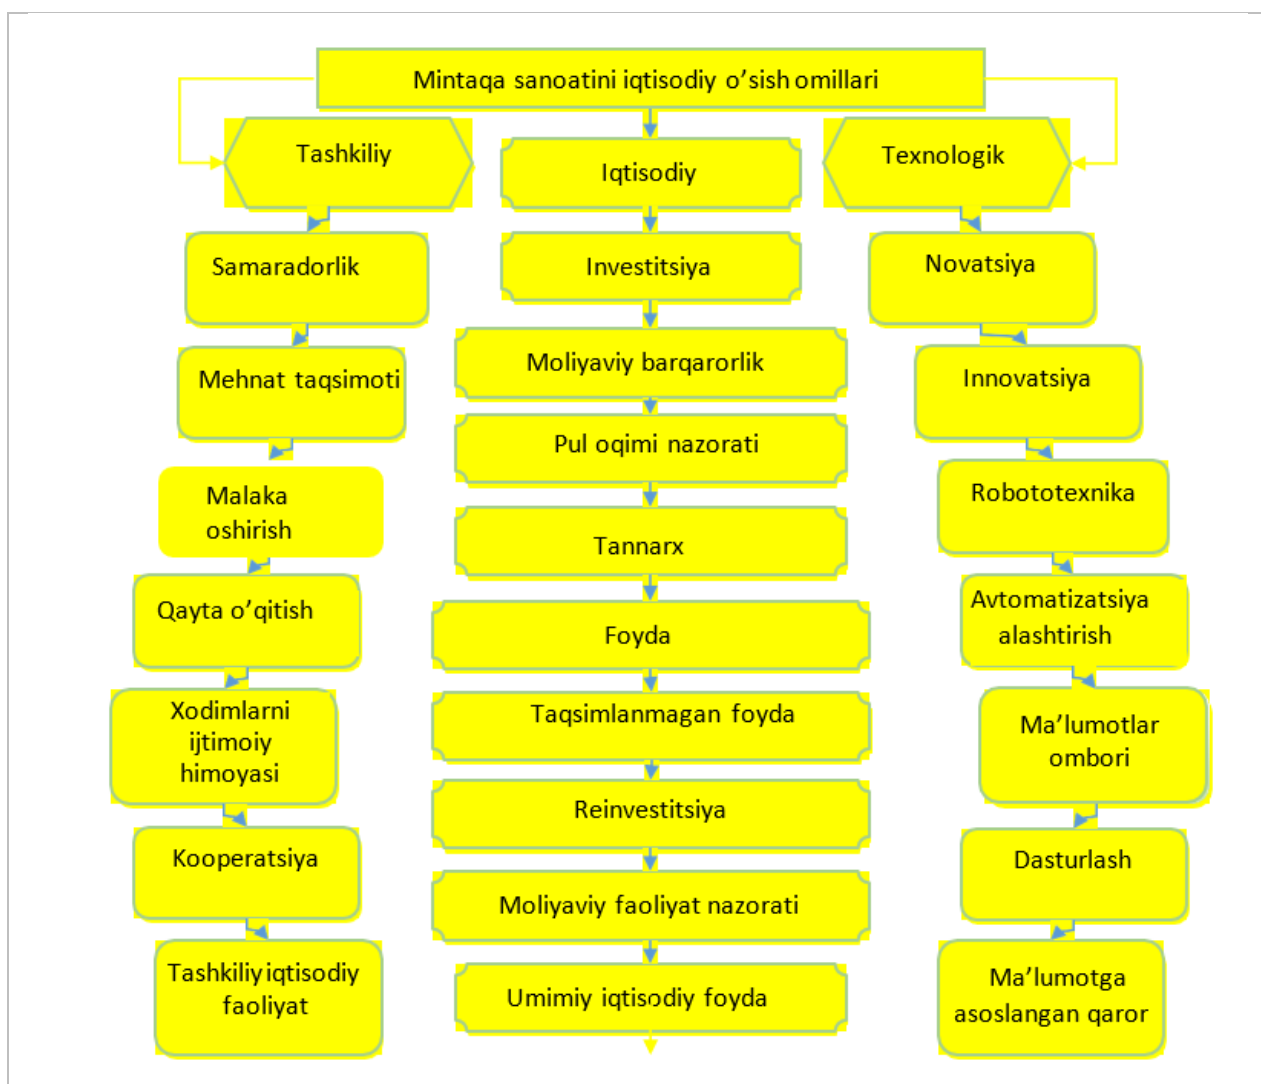 Mintaqa sanoatini iqtisodiy o’sish omillari
Tashkiliy
Samaradorlik
Mehnat taqsimoti
Malaka
oshirish
Qayta o’qitish
Xodimlarni
ijtimoiy
himoyasi
Kooperatsiya
Tashkiliy iqtisodiy
faoliyat
Iqtisodiy
Investitsiya
Moliyaviy barqarorlik
Pul oqimi nazorati
Tannarx
Foyda
Taqsimlanmagan foyda
Reinvestitsiya
Moliyaviy faoliyat nazorati
Umimiy iqtisodiy foyda
Texnologik
Novatsiya
Innovatsiya
Robototexnika
Avtomatizatsiya
alashtirish
Ma’lumotlar
ombori
Dasturlash
Ma’lumotga
asoslangan qaror